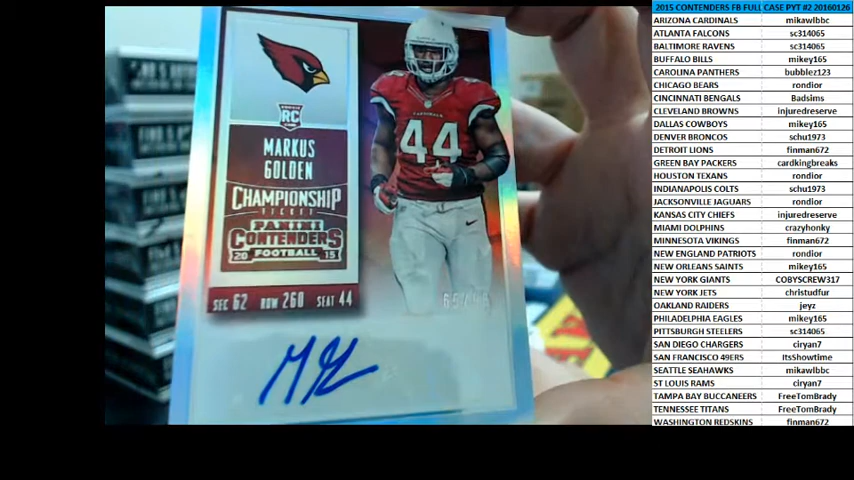 RC
MARKUS
GOLDEN
CHAMPIONSHIP
TICKET
PANINI
CONTENDERS
20 FOOTBALL 15
SEC 62 ROW 260 SEAT 44
CARDINALS
44
2015 CONTENDERS FB FULL CASE PYT #2 20160126
ARIZONA CARDINALS mikawlbbc
ATLANTA FALCONS sc314065
BALTIMORE RAVENS sc314065
BUFFALO BILLS mikey165
CAROLINA PANTHERS bubblez123
CHICAGO BEARS rondior
CINCINNATI BENGALS Badsims
CLEVELAND BROWNS injuredreserve
DALLAS COWBOYS mikey165
DENVER BRONCOS schu1973
DETROIT LIONS finman672
GREEN BAY PACKERS cardkingbreaks
HOUSTON TEXANS rondior
INDIANAPOLIS COLTS schu1973
JACKSONVILLE JAGUARS rondior
KANSAS CITY CHIEFS injuredreserve
MIAMI DOLPHINS crazyhonky
MINNESOTA VIKINGS finman672
NEW ENGLAND PATRIOTS rondior
NEW ORLEANS SAINTS mikey165
NEW YORK GIANTS COBYSCREW317
NEW YORK JETS christudfur
OAKLAND RAIDERS jeyz
PHILADELPHIA EAGLES mikey165
PITTSBURGH STEELERS sc314065
SAN DIEGO CHARGERS ciryan7
SAN FRANCISCO 49ERS ItsShowtime
SEATTLE SEAHAWKS mikawlbbc
ST LOUIS RAMS ciryan7
TAMPA BAY BUCCANEERS FreeTomBrady
TENNESSEE TITANS FreeTomBrady
WASHINGTON REDSKINS finman672